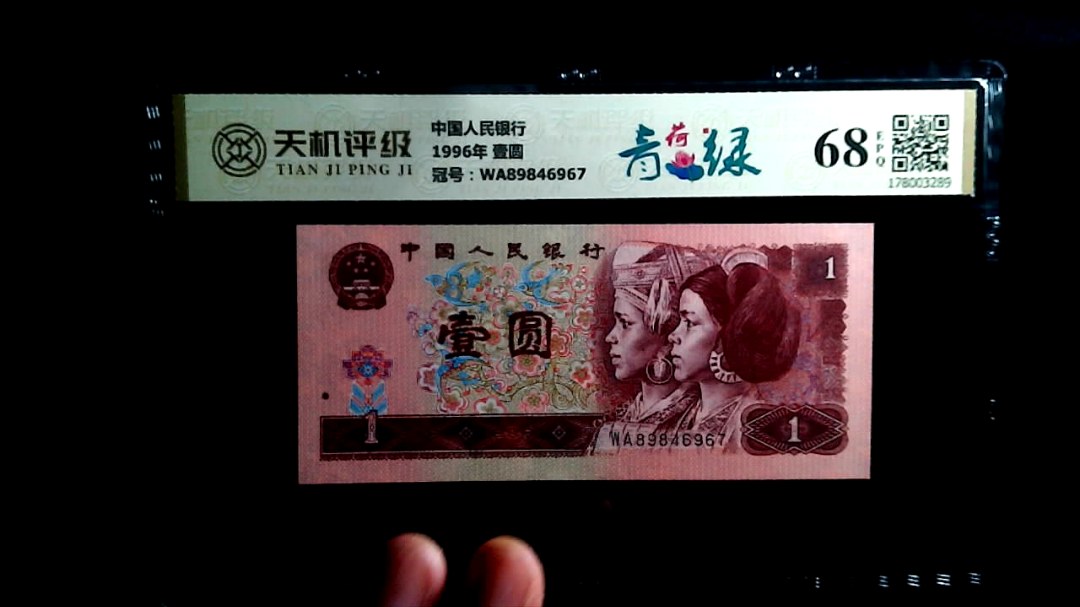 天机评级
TIAN JI PING JI
中国人民银行
1996年 壹圆
冠号：WA89846967
青荷绿
68
EPQ
178003289
中国人民银行
1
壹圆
1
WA89846967
1